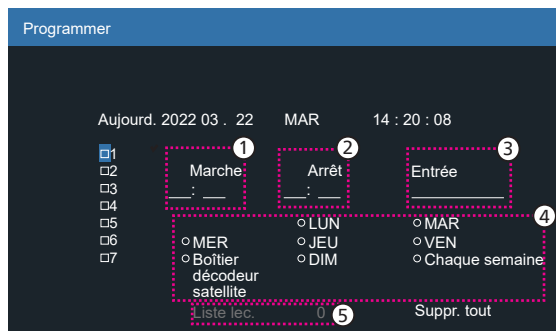 Programmer
Aujourd. 2022 03 . 22 MAR 14 : 20 : 08
1 2 3
1
2 Marche Arrêt Entrée
3 __: __ __: __ __________
4
4
5 LUN MAR
6 MER JEU VEN
7 Boîtier DIM Chaque semaine
décodeur
satellite
Liste lec. 0 5 Suppr. tout